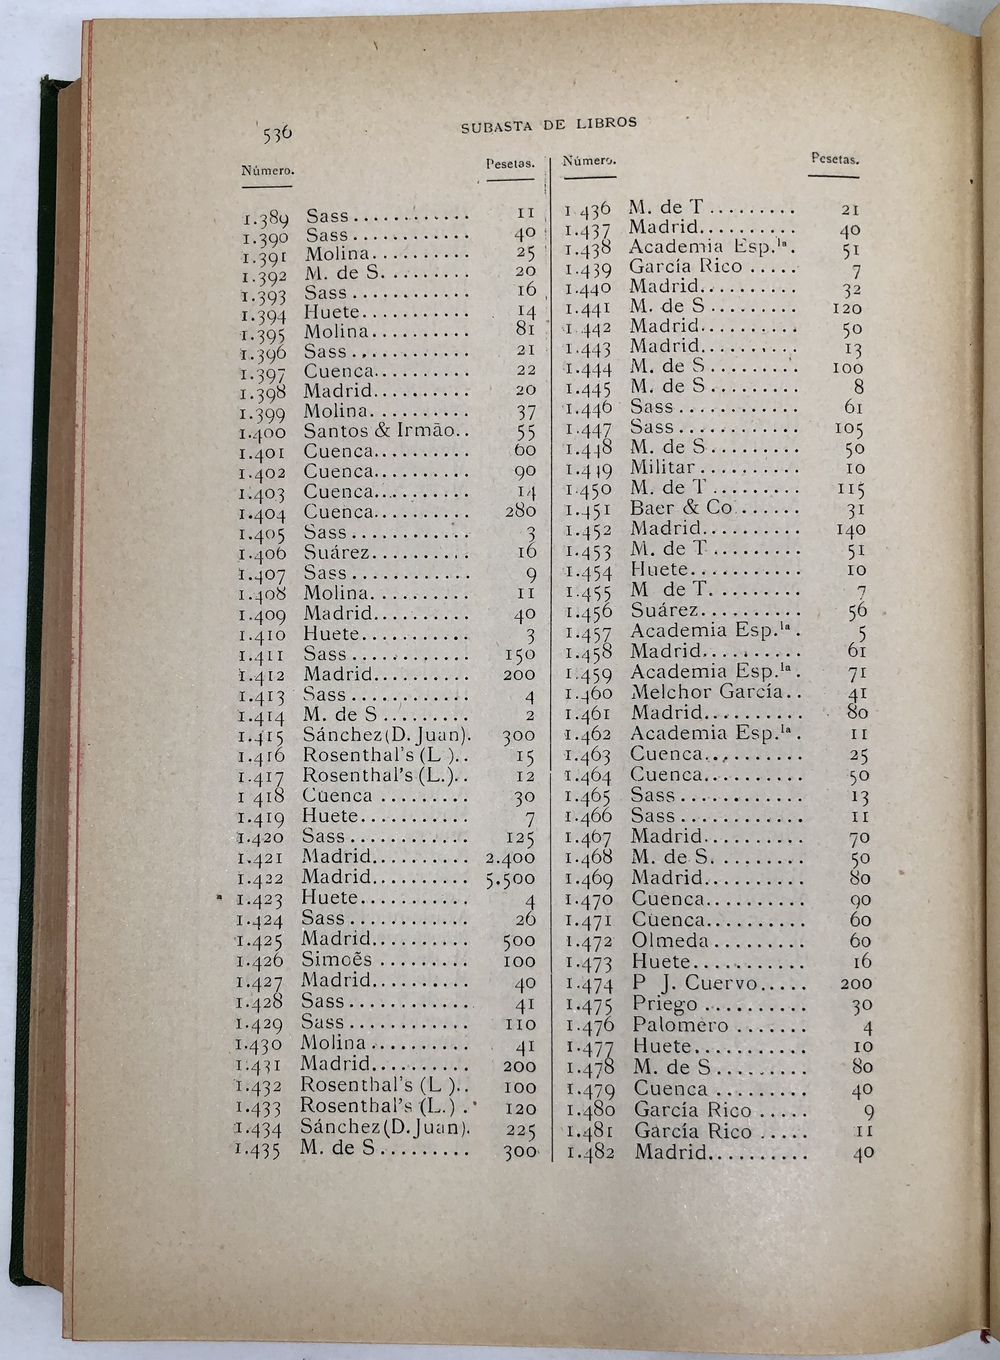 536
SUBASTA DE LIBROS
Número. Pesetas.
1.389 Sass............ 11
1.390 Sass............ 40
1.391 Molina.......... 25
1.392 M. de S......... 20
1.393 Sass............ 16
1.394 Huete........... 14
1.395 Molina.......... 81
1.396 Sass............ 21
1.397 Cuenca.......... 22
1.398 Madrid.......... 20
1.399 Molina.......... 37
1.400 Santos & Irmão.. 55
1.401 Cuenca.......... 60
1.402 Cuenca.......... 90
1.403 Cuenca.......... 14
1.404 Cuenca.......... 280
1.405 Sass............ 3
1.406 Suárez.......... 16
1.407 Sass............ 9
1.408 Molina.......... 11
1.409 Madrid.......... 40
1.410 Huete........... 3
1.411 Sass............ 150
1.412 Madrid.......... 200
1.413 Sass............ 4
1.414 M. de S ......... 2
1.415 Sánchez (D. Juan). 300
1.416 Rosenthal's (L ).. 15
1.417 Rosenthal's (L.).. 12
1 418 Cuenca ......... 30
1.419 Huete........... 7
1.420 Sass............ 125
1.421 Madrid.......... 2.400
1.422 Madrid.......... 5.500
1.423 Huete........... 4
1.424 Sass............ 26
1.425 Madrid.......... 500
1.426 Simoẽs ......... 100
1.427 Madrid.......... 40
1.428 Sass............ 41
1.429 Sass............ 110
1.430 Molina.......... 41
1.431 Madrid.......... 200
1.432 Rosenthal's (L ).. 100
1.433 Rosenthal's (L.) . 120
1.434 Sánchez (D. Juan). 225
1.435 M. de S......... 300
Número. Pesetas.
1 436 M. de T ......... 21
1.437 Madrid.......... 40
1.438 Academia Esp.ˡᵃ. 51
1.439 García Rico ..... 7
1.440 Madrid.......... 32
1.441 M. de S ......... 120
1 442 Madrid.......... 50
1.443 Madrid.......... 13
1.444 M. de S ......... 100
1.445 M. de S ......... 8
1.446 Sass............ 61
1.447 Sass............ 105
1.448 M. de S......... 50
1.449 Militar ......... 10
1.450 M. de T ......... 115
1.451 Baer & Co ...... 31
1.452 Madrid.......... 140
1.453 M. de T......... 51
1.454 Huete........... 10
1.455 M de T......... 7
1.456 Suárez.......... 56
1.457 Academia Esp.ˡᵃ. 5
1.458 Madrid.......... 61
1.459 Academia Esp.ˡᵃ. 71
1.460 Melchor García.. 41
1.461 Madrid.......... 80
1.462 Academia Esp.ˡᵃ. 11
1.463 Cuenca.......... 25
1.464 Cuenca.......... 50
1.465 Sass............ 13
1.466 Sass............ 11
1.467 Madrid.......... 70
1.468 M. de S......... 50
1.469 Madrid.......... 80
1.470 Cuenca.......... 90
1.471 Cuenca.......... 60
1.472 Olmeda......... 60
1.473 Huete........... 16
1.474 P J. Cuervo..... 200
1.475 Priego .......... 30
1.476 Palomero ....... 4
1.477 Huete........... 10
1.478 M. de S......... 80
1.479 Cuenca ......... 40
1.480 García Rico ..... 9
1.481 García Rico ..... 11
1.482 Madrid.......... 40